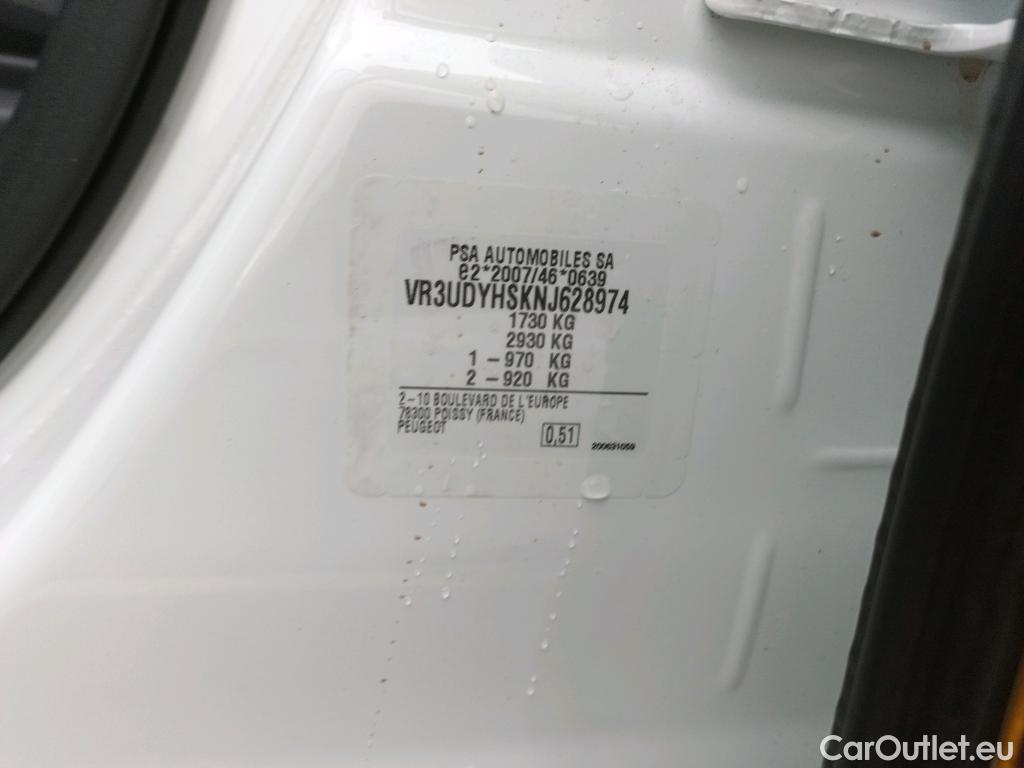 PSA AUTOMOBILES SA
e2*2007/46*0639
VR3UDYHSKNJ628974
1730 KG
2930 KG
1 – 970 KG
2 – 920 KG
2–10 BOULEVARD DE L'EUROPE
78300 POISSY (FRANCE)
PEUGEOT
0,51
200631059
CarOutlet.eu